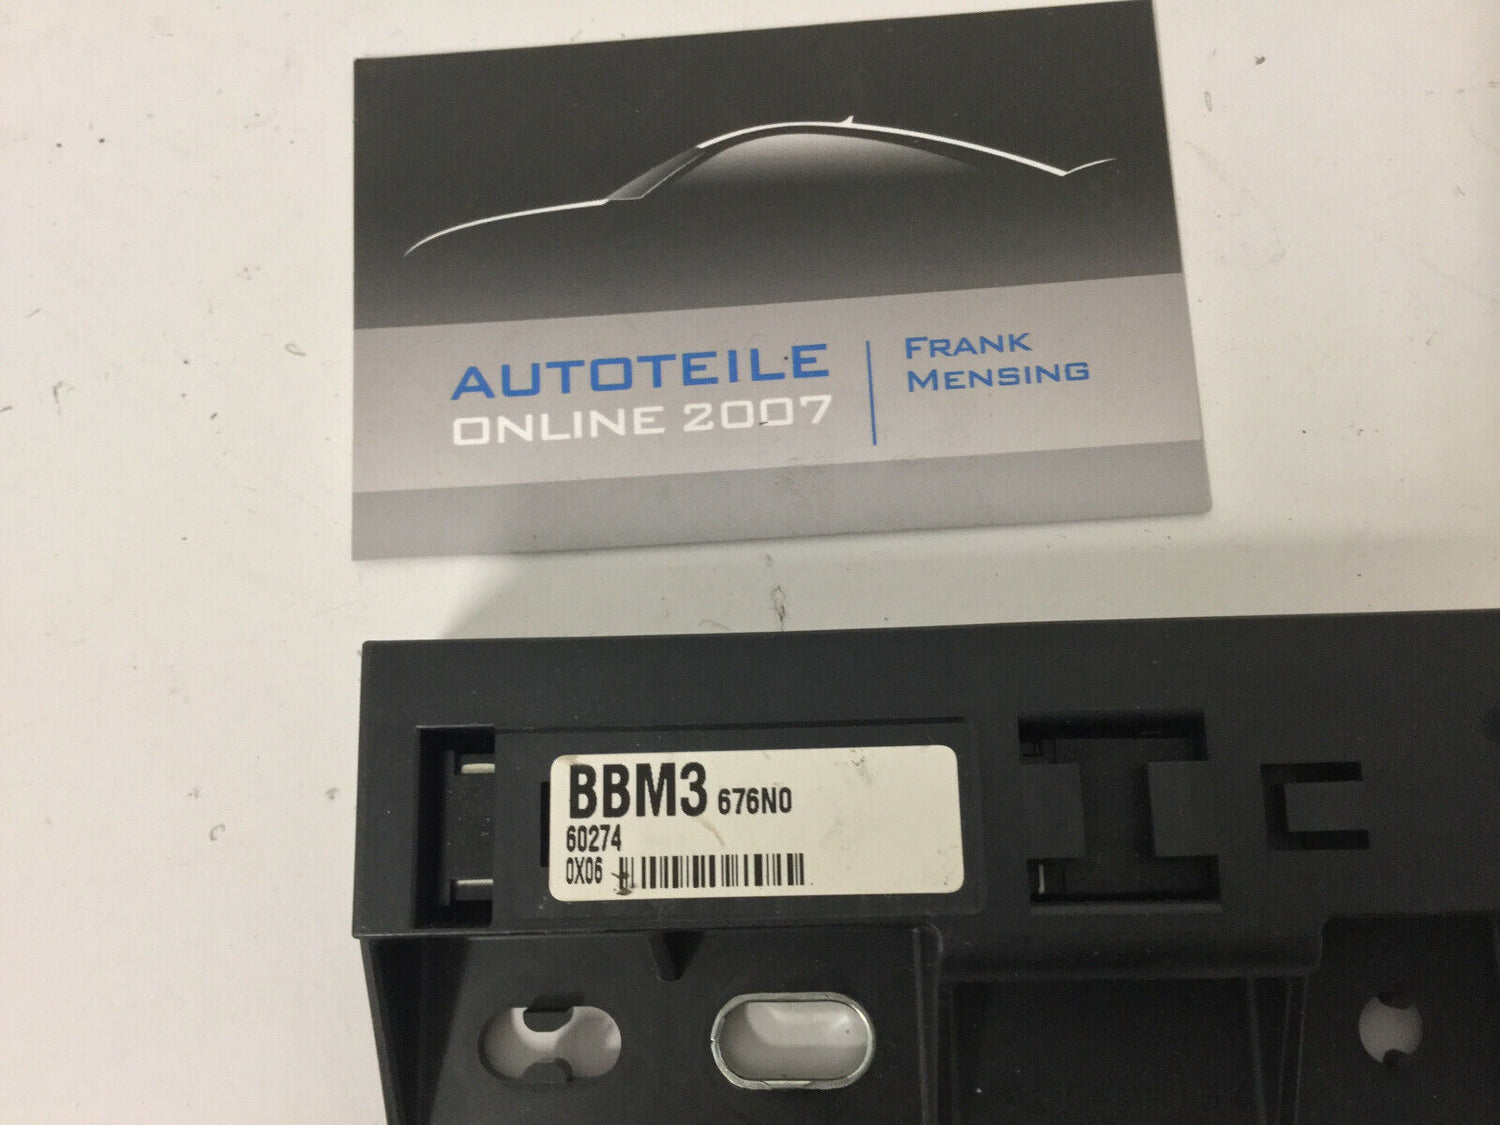 AUTOTEILE
ONLINE 2007
FRANK
MENSING
BBM3 676N0
60274
0X06